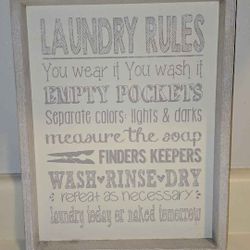 LAUNDRY RULES
You wear it You wash it
EMPTY POCKETS
Separate colors: lights & darks
measure the soap
FINDERS KEEPERS
WASH•RINSE•DRY
repeat as necessary
laundry today or naked tomorrow